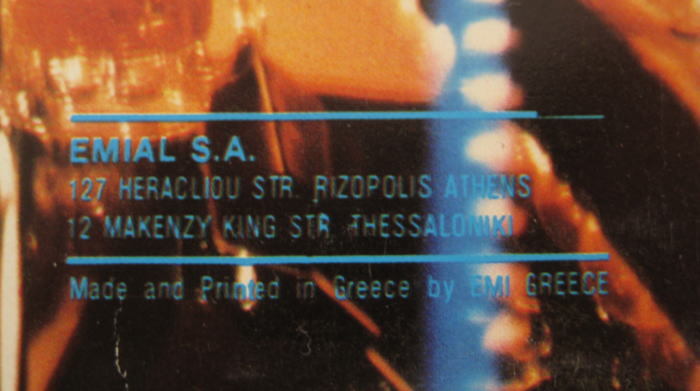 EMIAL S.A.
127 HERACLIOU STR. RIZOPOLIS ATHENS
12 MAKENZY KING STR THESSALONIKI
Made and Printed in Greece by EMI GREECE